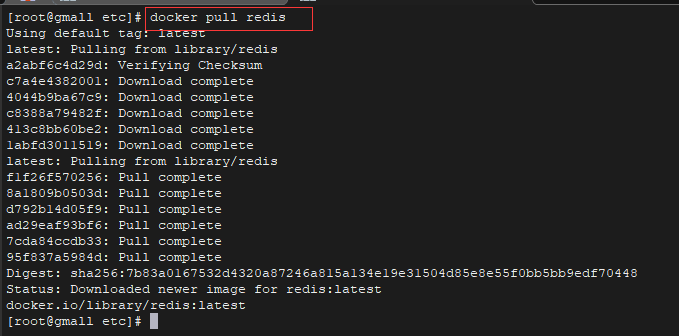 [root@gmall etc]# docker pull redis
Using default tag: latest
latest: Pulling from library/redis
a2abf6c4d29d: Verifying Checksum
c7a4e4382001: Download complete
4044b9ba67c9: Download complete
c8388a79482f: Download complete
413c8bb60be2: Download complete
1abfd3011519: Download complete
latest: Pulling from library/redis
f1f26f570256: Pull complete
8a1809b0503d: Pull complete
d792b14d05f9: Pull complete
ad29eaf93bf6: Pull complete
7cda84ccdb33: Pull complete
95f837a5984d: Pull complete
Digest: sha256:7b83a0167532d4320a87246a815a134e19e31504d85e8e55f0bb5bb9edf70448
Status: Downloaded newer image for redis:latest
docker.io/library/redis:latest
[root@gmall etc]#